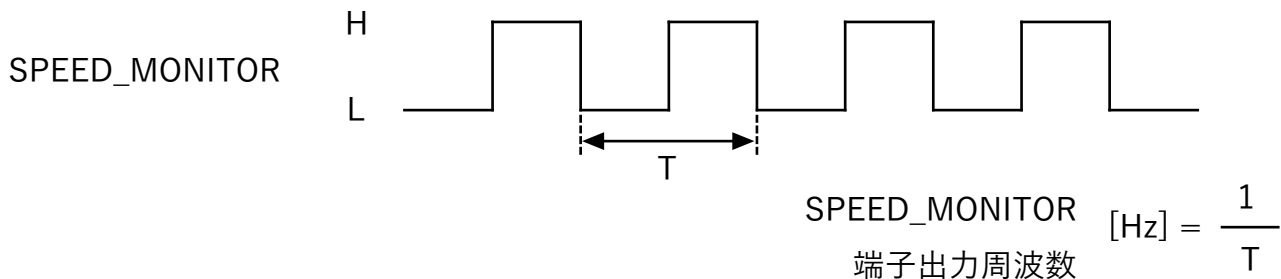 H
SPEED_MONITOR
L
T
SPEED_MONITOR [Hz] = 1
端子出力周波数 T